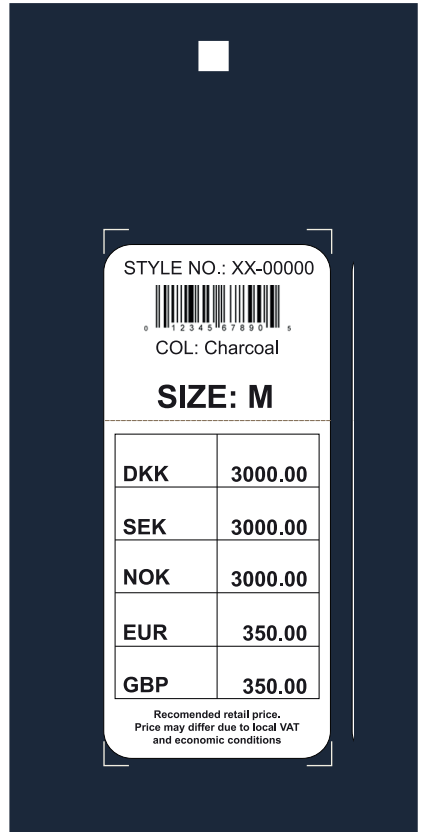 STYLE NO.: XX-00000
0 12345 67890 5
COL: Charcoal
SIZE: M
DKK 3000.00
SEK 3000.00
NOK 3000.00
EUR 350.00
GBP 350.00
Recomended retail price.
Price may differ due to local VAT
and economic conditions